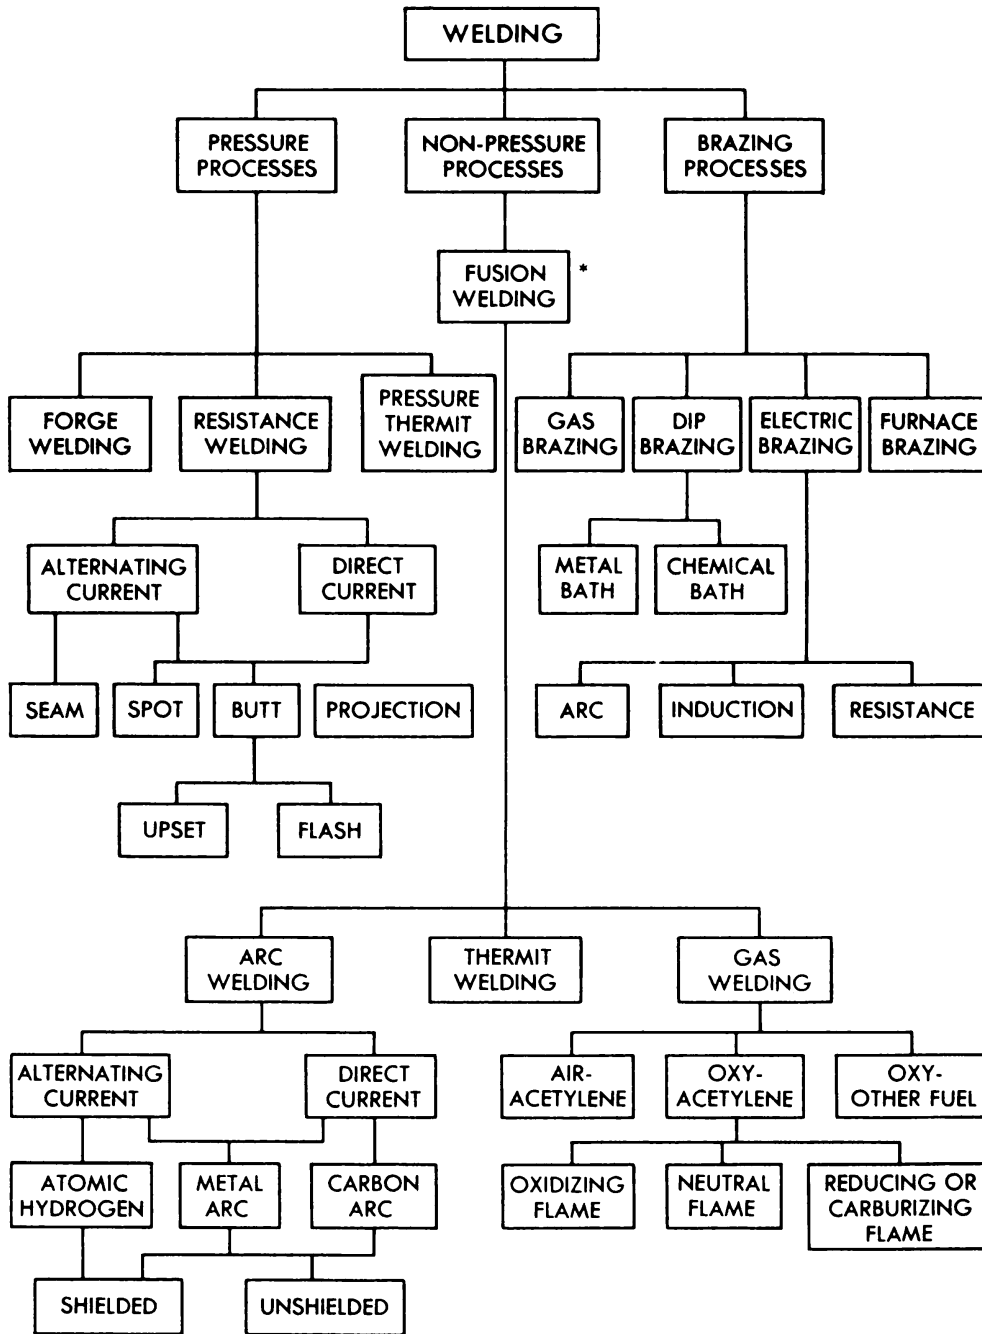 WELDING
PRESSURE
PROCESSES
NON-PRESSURE
PROCESSES
BRAZING
PROCESSES
FUSION
WELDING
*
FORGE
WELDING
RESISTANCE
WELDING
PRESSURE
THERMIT
WELDING
GAS
BRAZING
DIP
BRAZING
ELECTRIC
BRAZING
FURNACE
BRAZING
ALTERNATING
CURRENT
DIRECT
CURRENT
METAL
BATH
CHEMICAL
BATH
SEAM
SPOT
BUTT
PROJECTION
ARC
INDUCTION
RESISTANCE
UPSET
FLASH
ARC
WELDING
THERMIT
WELDING
GAS
WELDING
ALTERNATING
CURRENT
DIRECT
CURRENT
AIR-
ACETYLENE
OXY-
ACETYLENE
OXY-
OTHER FUEL
ATOMIC
HYDROGEN
METAL
ARC
CARBON
ARC
OXIDIZING
FLAME
NEUTRAL
FLAME
REDUCING OR
CARBURIZING
FLAME
SHIELDED
UNSHIELDED